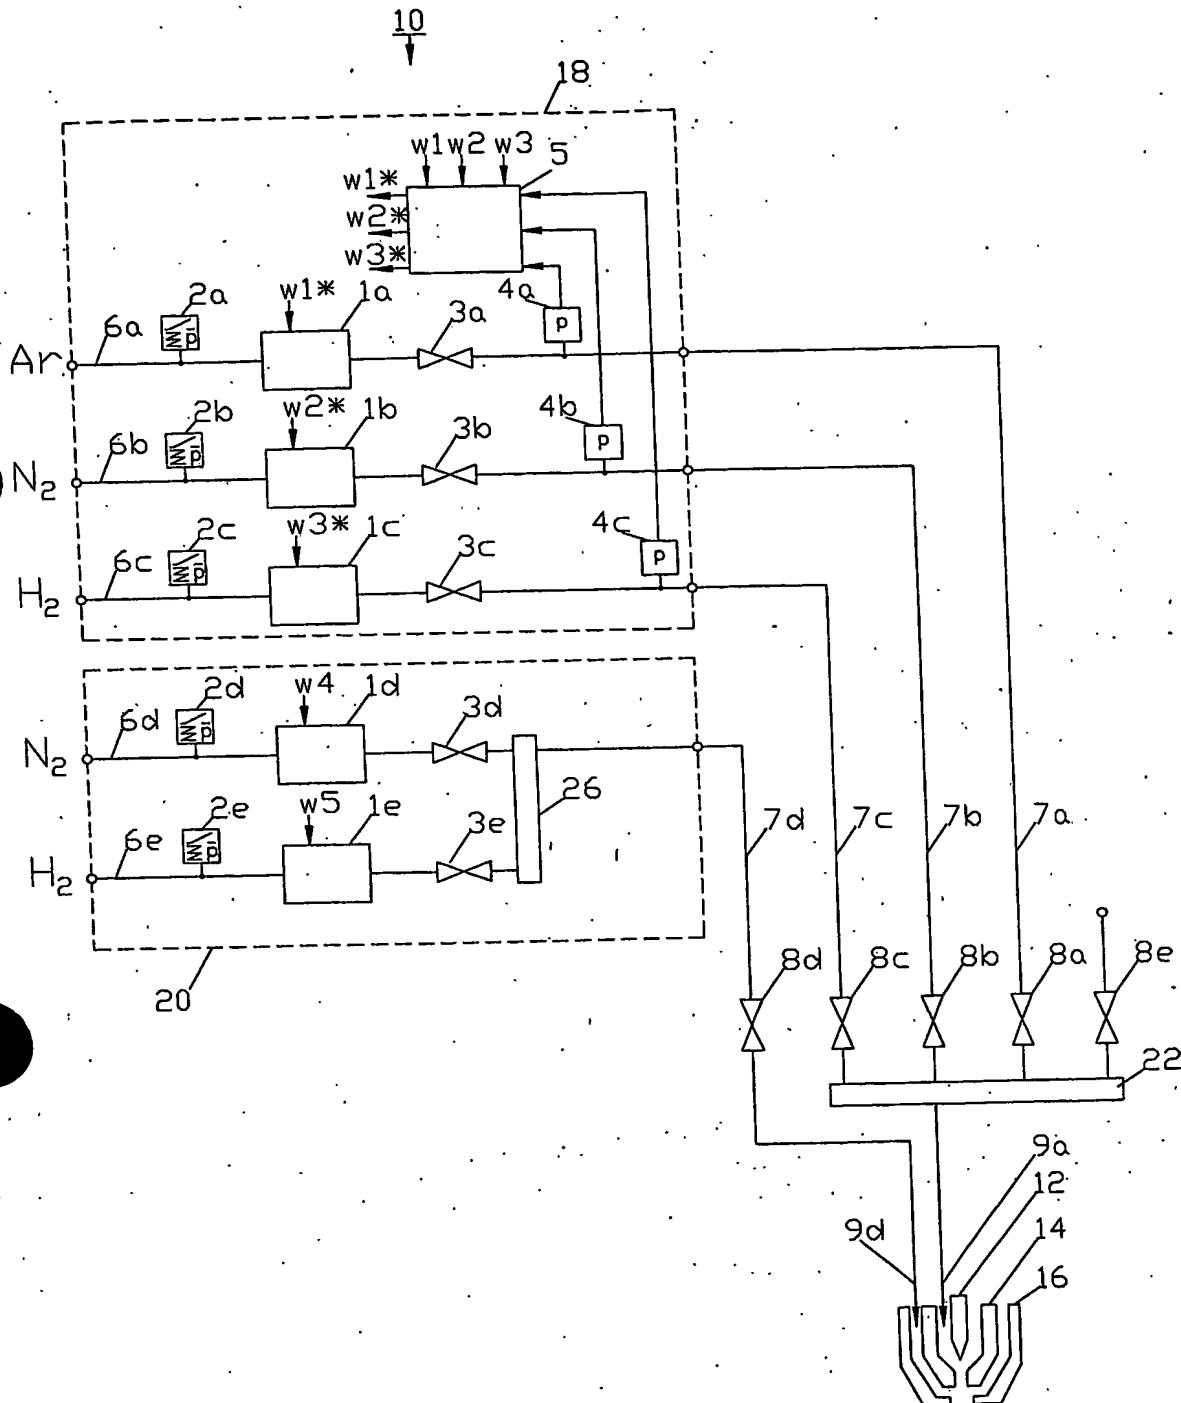 10
18
w1 w2 w3 5
w1*
w2*
w3*
4a
w1* 1a
2a
3a
6a
p
p
Ar
4b
w2* 1b
2b
3b
6b
p
p
N2
4c
w3* 1c
2c
3c
6c
p
p
H2
w4 1d
2d
3d
6d
p
N2
26
w5 1e
2e
3e
6e
p
H2
7d 7c 7b 7a
8d 8c 8b 8a 8e
20
22
9a
12
9d
14
16